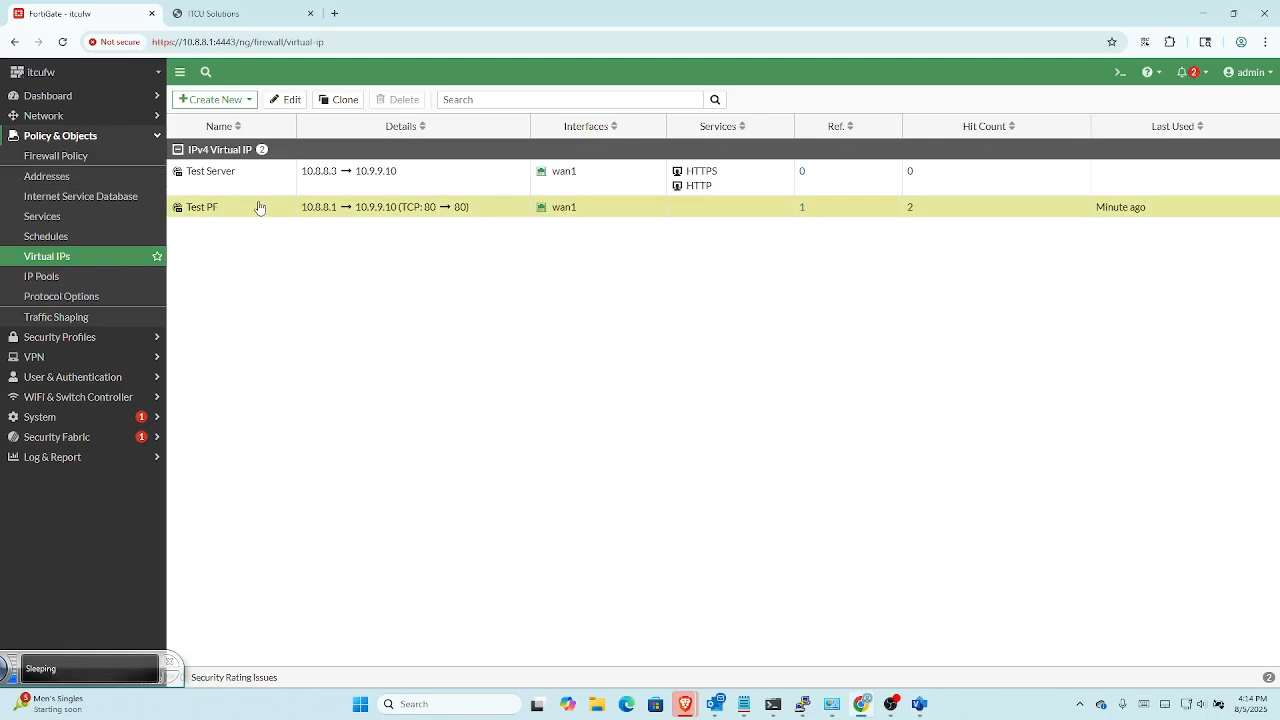 FortiGate - itcufw
ITCU Solutions
Not secure
https://10.8.8.1:4443/ng/firewall/virtual-ip
itcufw
admin
2
Dashboard
Network
Policy & Objects
Firewall Policy
Addresses
Internet Service Database
Services
Schedules
Virtual IPs
IP Pools
Protocol Options
Traffic Shaping
Security Profiles
VPN
User & Authentication
WiFi & Switch Controller
System 1
Security Fabric 1
Log & Report
Create New Edit Clone Delete Search
Name Details Interfaces Services Ref. Hit Count Last Used
IPv4 Virtual IP 2
Test Server 10.8.8.3 → 10.9.9.10 wan1 HTTPS 0 0
HTTP
Test PF 10.8.8.1 → 10.9.9.10 (TCP: 80 → 80) wan1 1 2 Minute ago
Sleeping
Security Rating Issues 2
5
Men's Singles
Starting soon
Search
4:14 PM
8/5/2025